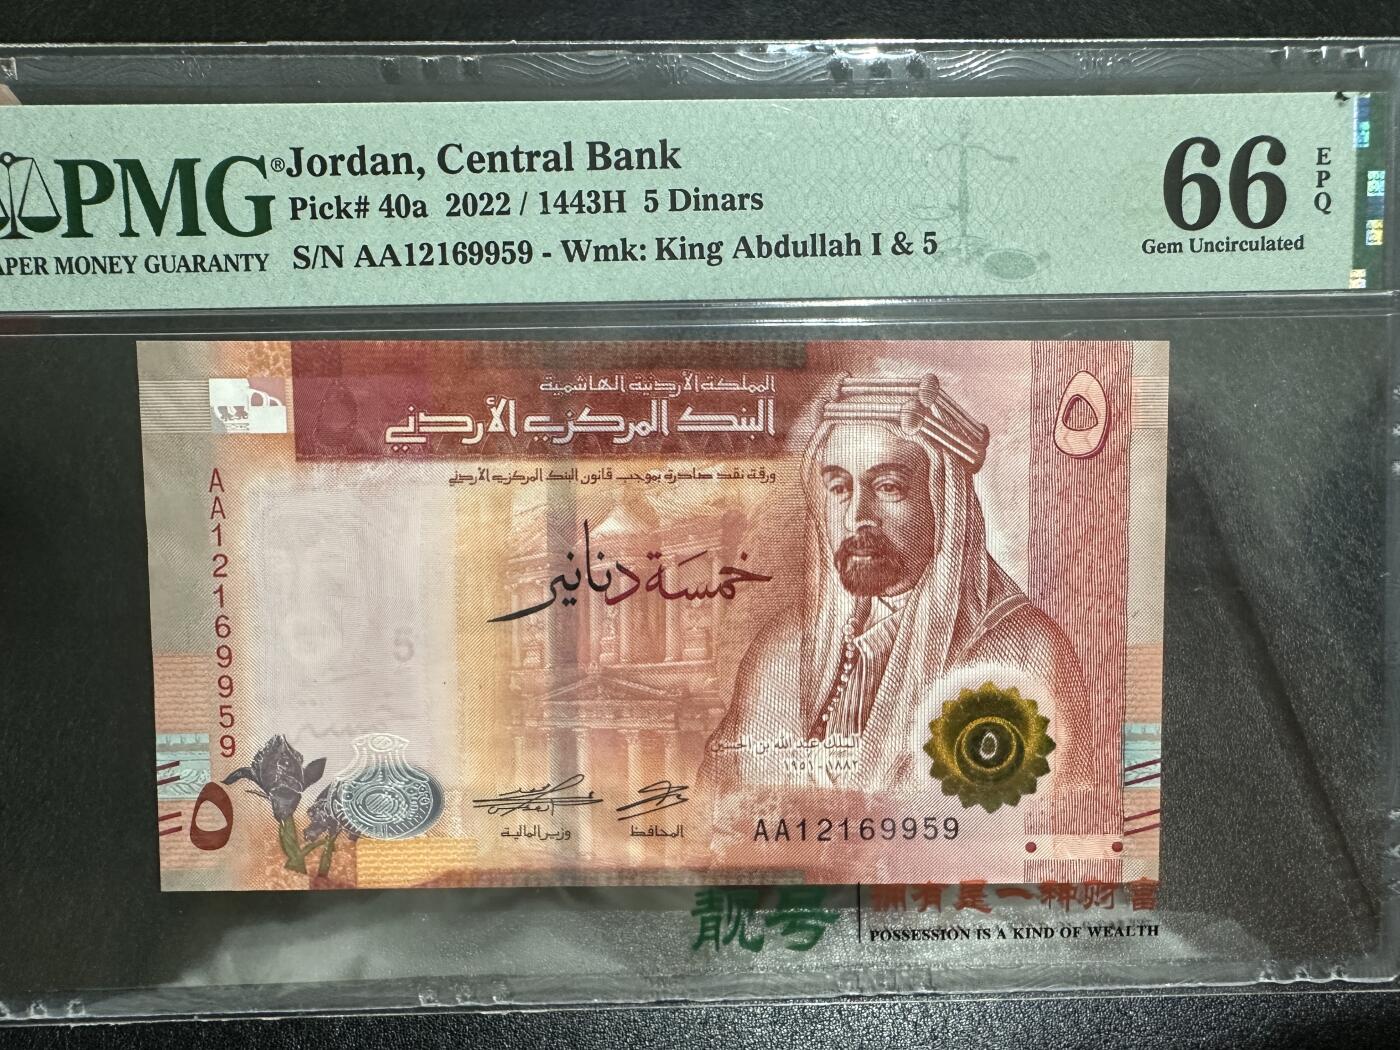 PMG®
PAPER MONEY GUARANTY
Jordan, Central Bank
Pick# 40a 2022 / 1443H 5 Dinars
S/N AA12169959 - Wmk: King Abdullah I & 5
66
EPQ
Gem Uncirculated
المملكة الأردنية الهاشمية
البنك المركزي الأردني
ورقة نقد صادرة بموجب قانون البنك المركزي الأردني
٥
AA12169959
خمسة دنانير
5
الملك عبد الله بن الحسين
١٨٨٢-١٩٥١
٥
٥
وزير المالية
المحافظ
AA12169959
靓号
拥有是一种财富
POSSESSION IS A KIND OF WEALTH